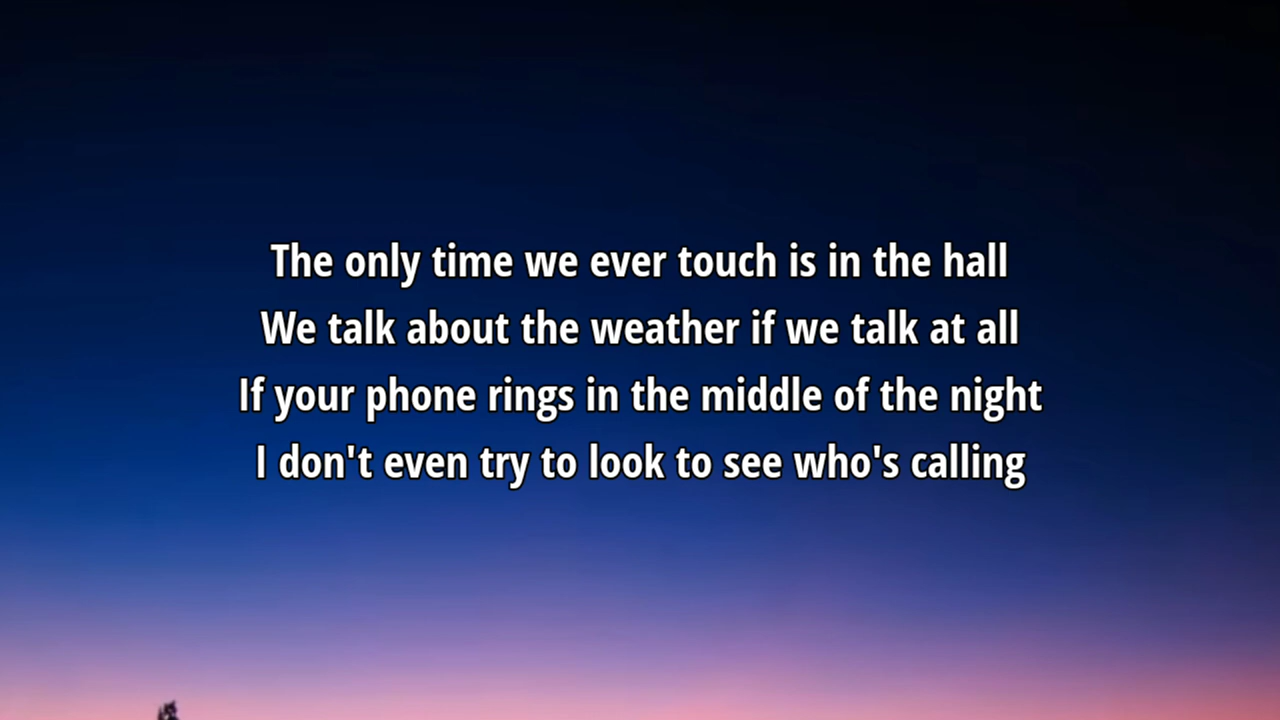 The only time we ever touch is in the hall
We talk about the weather if we talk at all
If your phone rings in the middle of the night
I don't even try to look to see who's calling